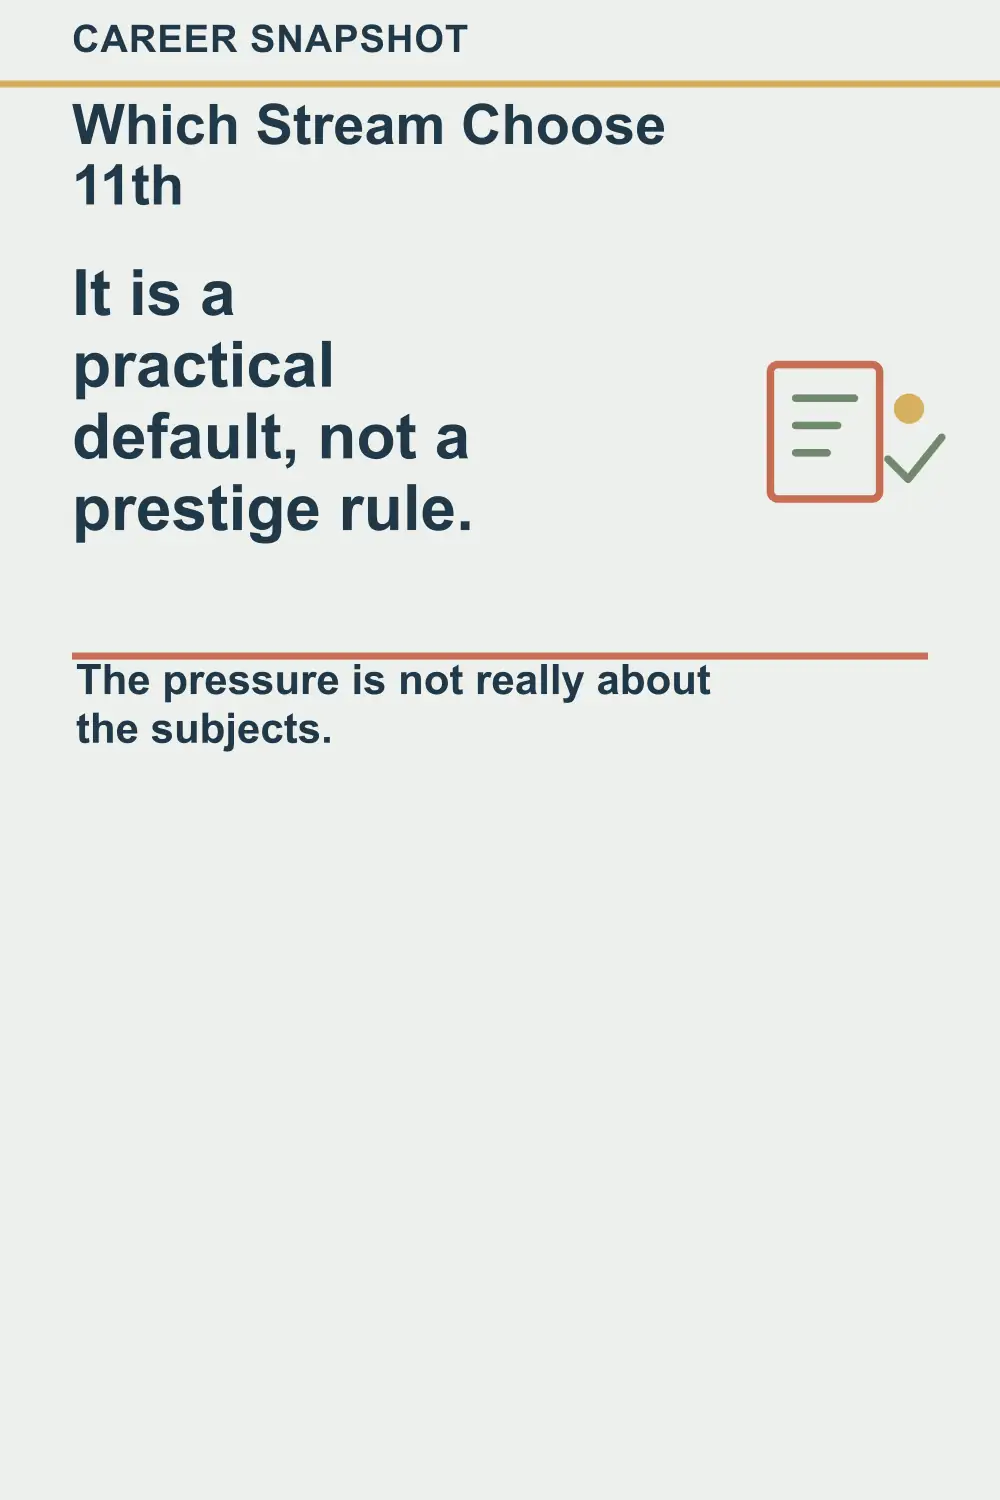 CAREER SNAPSHOT
Which Stream Choose
11th
It is a
practical
default, not a
prestige rule.
The pressure is not really about
the subjects.